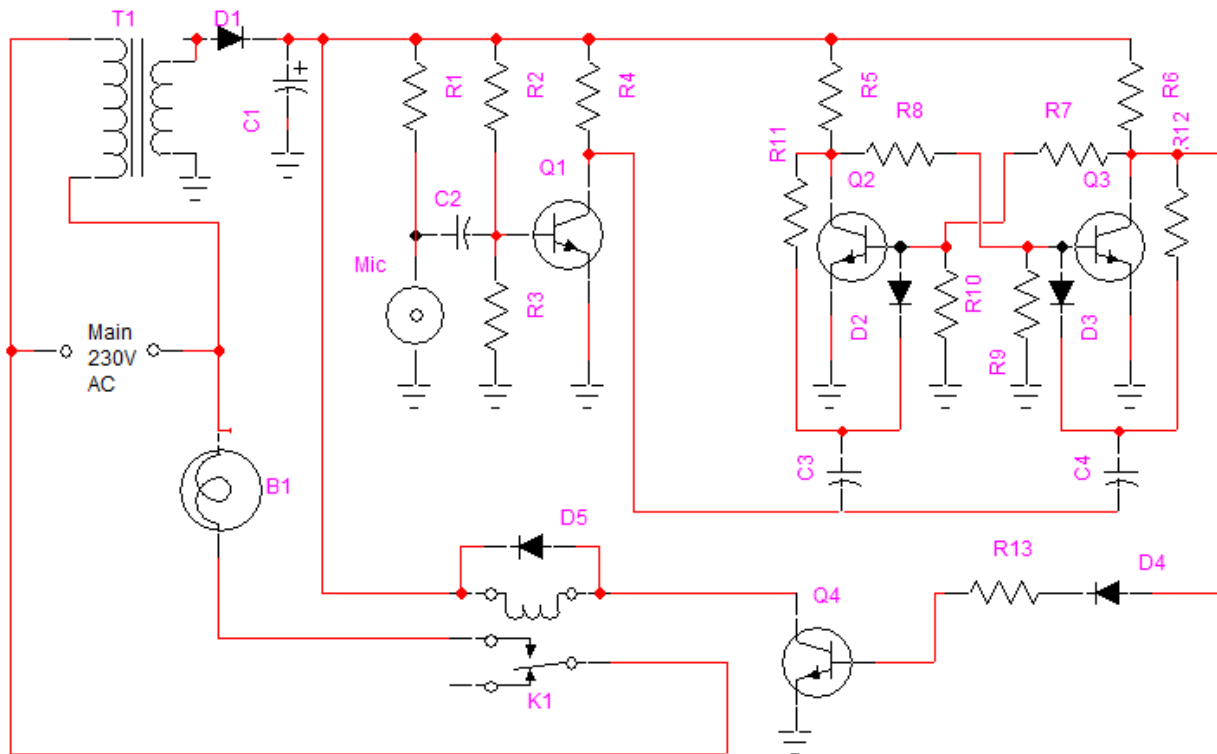 T1
D1
+
C1
R1
R2
R4
R5
R6
R8
R7
R11
R12
Q1
Q2
Q3
C2
Mic
R3
D2
R10
R9
D3
Main
230V
AC
C3
C4
B1
D5
R13
D4
Q4
K1